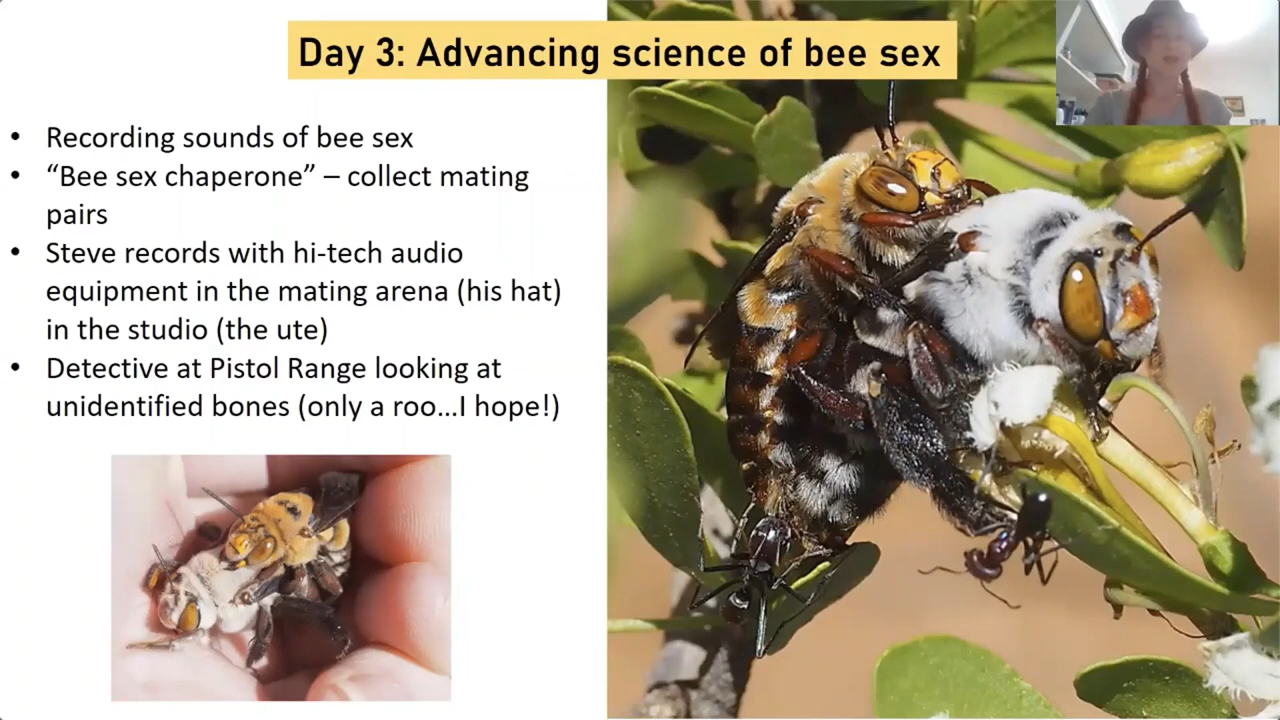 Day 3: Advancing science of bee sex
• Recording sounds of bee sex
• “Bee sex chaperone” – collect mating
pairs
• Steve records with hi-tech audio
equipment in the mating arena (his hat)
in the studio (the ute)
• Detective at Pistol Range looking at
unidentified bones (only a roo...I hope!)